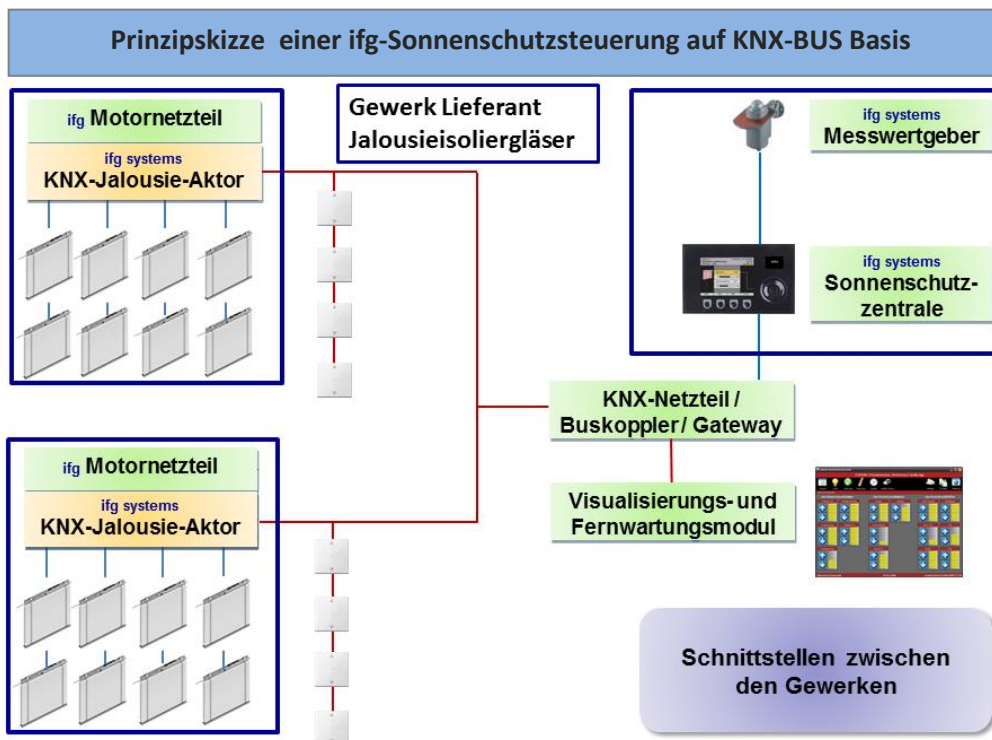 Prinzipskizze einer ifg-Sonnenschutzsteuerung auf KNX-BUS Basis
ifg Motornetzteil
ifg systems
KNX-Jalousie-Aktor
Gewerk Lieferant
Jalousieisoliergläser
ifg systems
Messwertgeber
ifg systems
Sonnenschutz-
zentrale
KNX-Netzteil /
Buskoppler / Gateway
ifg Motornetzteil
ifg systems
KNX-Jalousie-Aktor
Visualisierungs- und
Fernwartungsmodul
Schnittstellen zwischen
den Gewerken